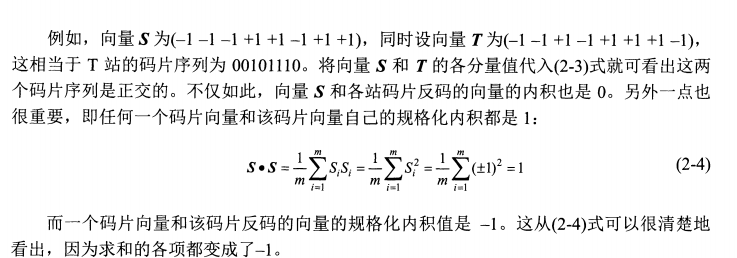 例如，向量 S 为(–1 –1 –1 +1 +1 –1 +1 +1)，同时设向量 T 为(–1 –1 +1 –1 +1 +1 +1 –1)，
这相当于 T 站的码片序列为 00101110。将向量 S 和 T 的各分量值代入(2-3)式就可看出这两
个码片序列是正交的。不仅如此，向量 S 和各站码片反码的向量的内积也是 0。另外一点也
很重要，即任何一个码片向量和该码片向量自己的规格化内积都是 1：
S•S = \frac{1}{m}\sum_{i=1}^{m} S_i S_i = \frac{1}{m}\sum_{i=1}^{m} S_i^2 = \frac{1}{m}\sum_{i=1}^{m} (±1)^2 = 1 (2-4)
而一个码片向量和该码片反码的向量的规格化内积值是 –1。这从(2-4)式可以很清楚地
看出，因为求和的各项都变成了–1。